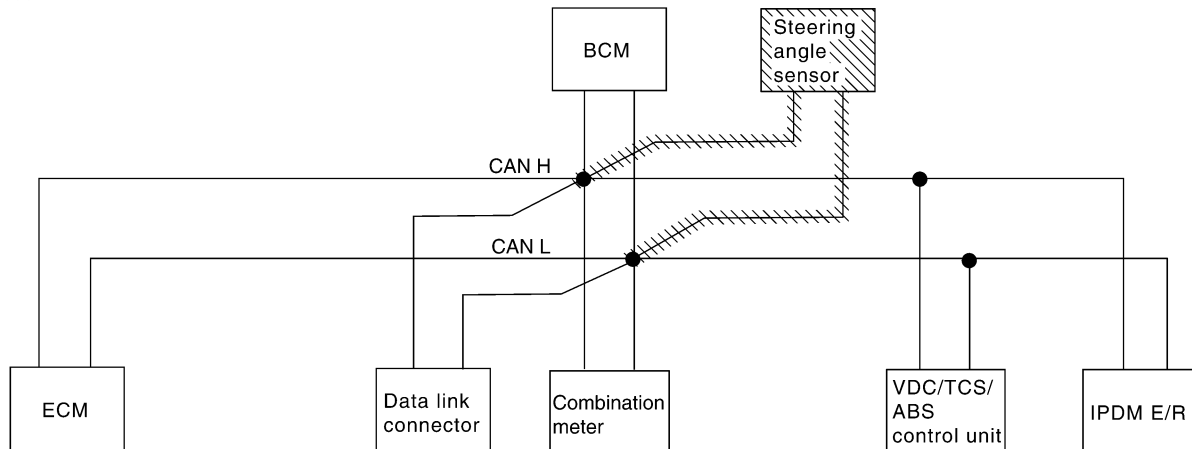 BCM
Steering
angle
sensor
CAN H
CAN L
ECM
Data link
connector
Combination
meter
VDC/TCS/
ABS
control unit
IPDM E/R